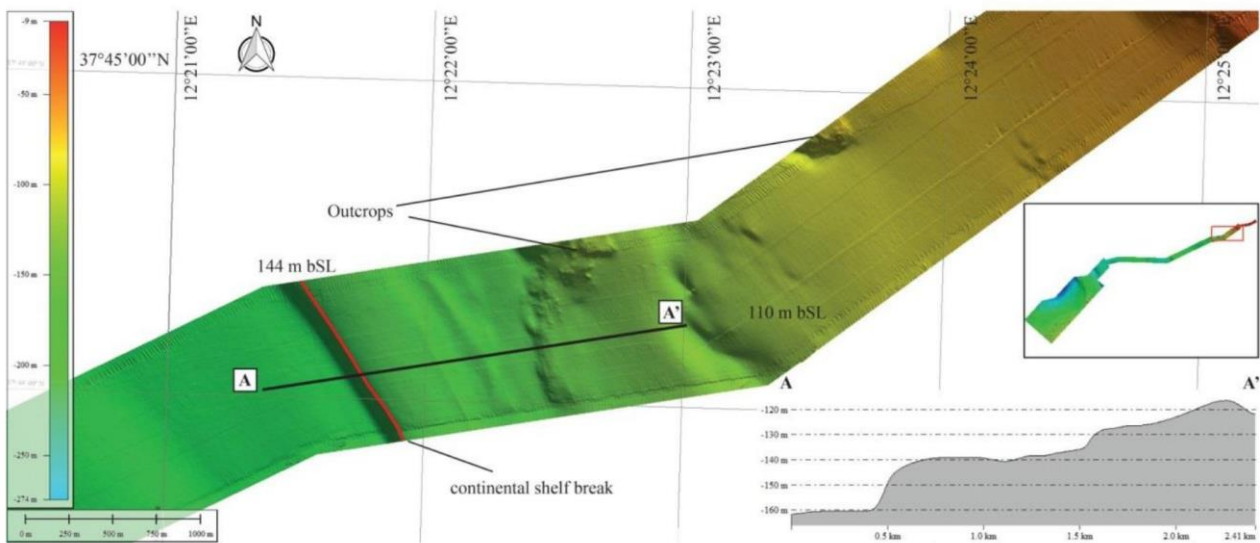 -9 m
N
37°45'00''N
12°21'00''E
12°22'00''E
12°23'00''E
12°24'00''E
12°25'00''E
-50 m
-100 m
Outcrops
-150 m
144 m bSL
A'
110 m bSL
-200 m
A
A
A'
-120 m
-130 m
-140 m
-150 m
-160 m
continental shelf break
-250 m
-274 m
0 m 250 m 500 m 750 m 1000 m
0.5 km 1.0 km 1.5 km 2.0 km 2.41 km